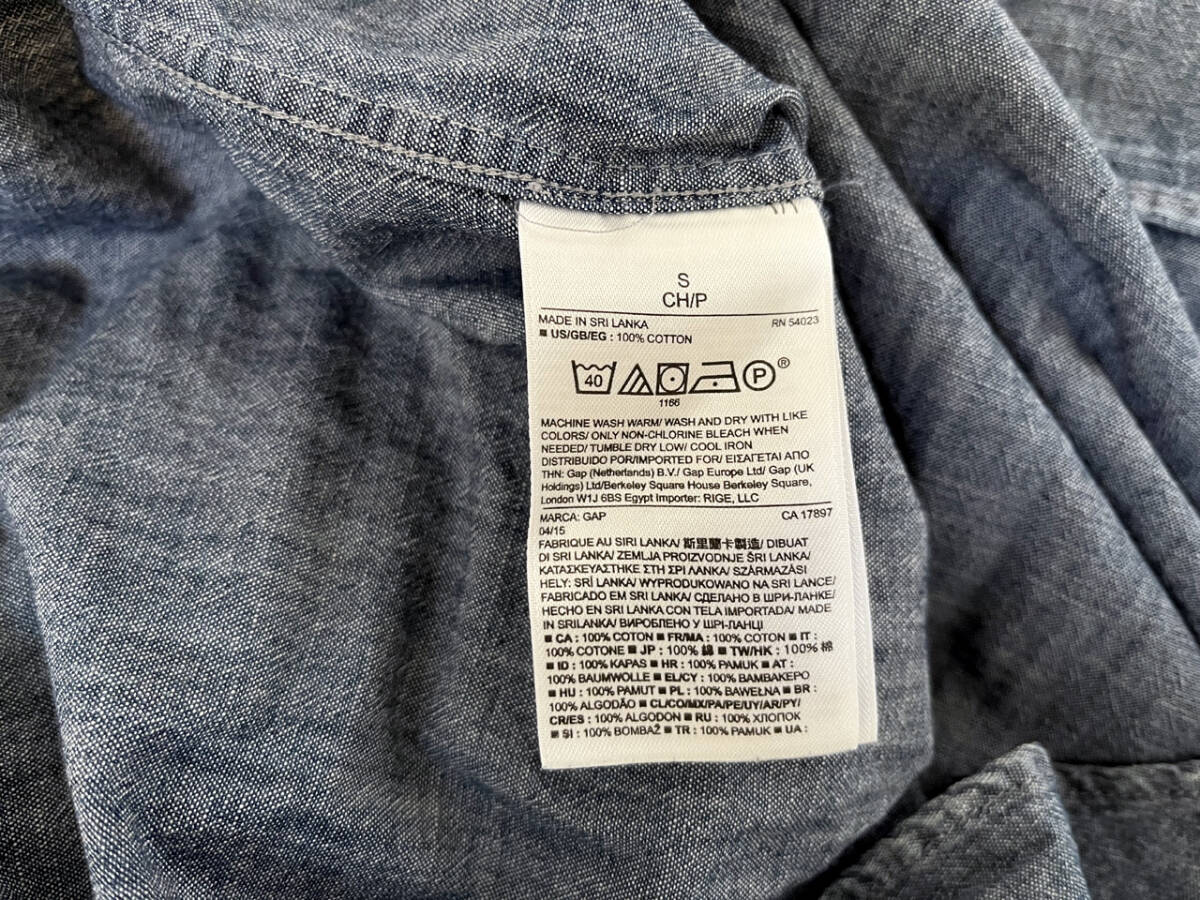 S
CH/P
MADE IN SRI LANKA RN 54023
■ US/GB/EG : 100% COTTON
40 P ®
1166
MACHINE WASH WARM/ WASH AND DRY WITH LIKE
COLORS/ ONLY NON-CHLORINE BLEACH WHEN
NEEDED/ TUMBLE DRY LOW/ COOL IRON
DISTRIBUIDO POR/IMPORTED FOR/ ΕΙΣΑΓΕΤΑΙ ΑΠΟ
ΤΗΝ: Gap (Netherlands) B.V./ Gap Europe Ltd/ Gap (UK
Holdings) Ltd/Berkeley Square House Berkeley Square,
London W1J 6BS Egypt Importer: RIGE, LLC
MARCA: GAP CA 17897
04/15
FABRIQUE AU SIRI LANKA/ 斯里蘭卡製造/ DIBUAT
DI SRI LANKA/ ZEMLJA PROIZVODNJE ŠRI LANKA/
ΚΑΤΑΣΚΕΥΑΣΤΗΚΕ ΣΤΗ ΣΡΙ ΛΑΝΚΑ/ SZÁRMAZÁSI
HELY: SRÍ LANKA/ WYPRODUKOWANO NA SRI LANCE/
FABRICADO EM SRI LANKA/ СДЕЛАНО В ШРИ-ЛАНКЕ/
HECHO EN SRI LANKA CON TELA IMPORTADA/ MADE
IN SRILANKA/ ВИРОБЛЕНО У ШРІ-ЛАНЦІ
■ CA : 100% COTON ■ FR/MA : 100% COTON ■ IT :
100% COTONE ■ JP : 100% 綿 ■ TW/HK : 100% 棉
■ ID : 100% KAPAS ■ HR : 100% PAMUK ■ AT :
100% BAUMWOLLE ■ EL/CY : 100% ΒΑΜΒΑΚΕΡΟ
■ HU : 100% PAMUT ■ PL : 100% BAWEŁNA ■ BR :
100% ALGODÃO ■ CL/CO/MX/PA/PE/UY/AR/PY/
CR/ES : 100% ALGODON ■ RU : 100% ХЛОПОК
■ SI : 100% BOMBAŽ ■ TR : 100% PAMUK ■ UA :